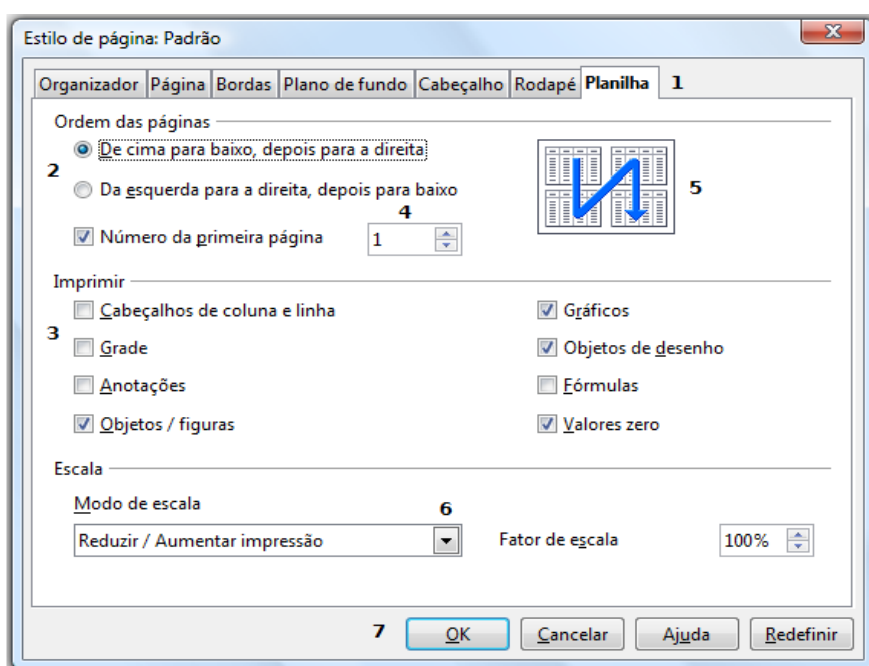 Estilo de página: Padrão
Organizador Página Bordas Plano de fundo Cabeçalho Rodapé Planilha 1
Ordem das páginas
De cima para baixo, depois para a direita
2
Da esquerda para a direita, depois para baixo
5
4
Número da primeira página 1
Imprimir
Cabeçalhos de coluna e linha Gráficos
3
Grade Objetos de desenho
Anotações Fórmulas
Objetos / figuras Valores zero
Escala
Modo de escala 6
Reduzir / Aumentar impressão Fator de escala 100%
7 OK Cancelar Ajuda Redefinir